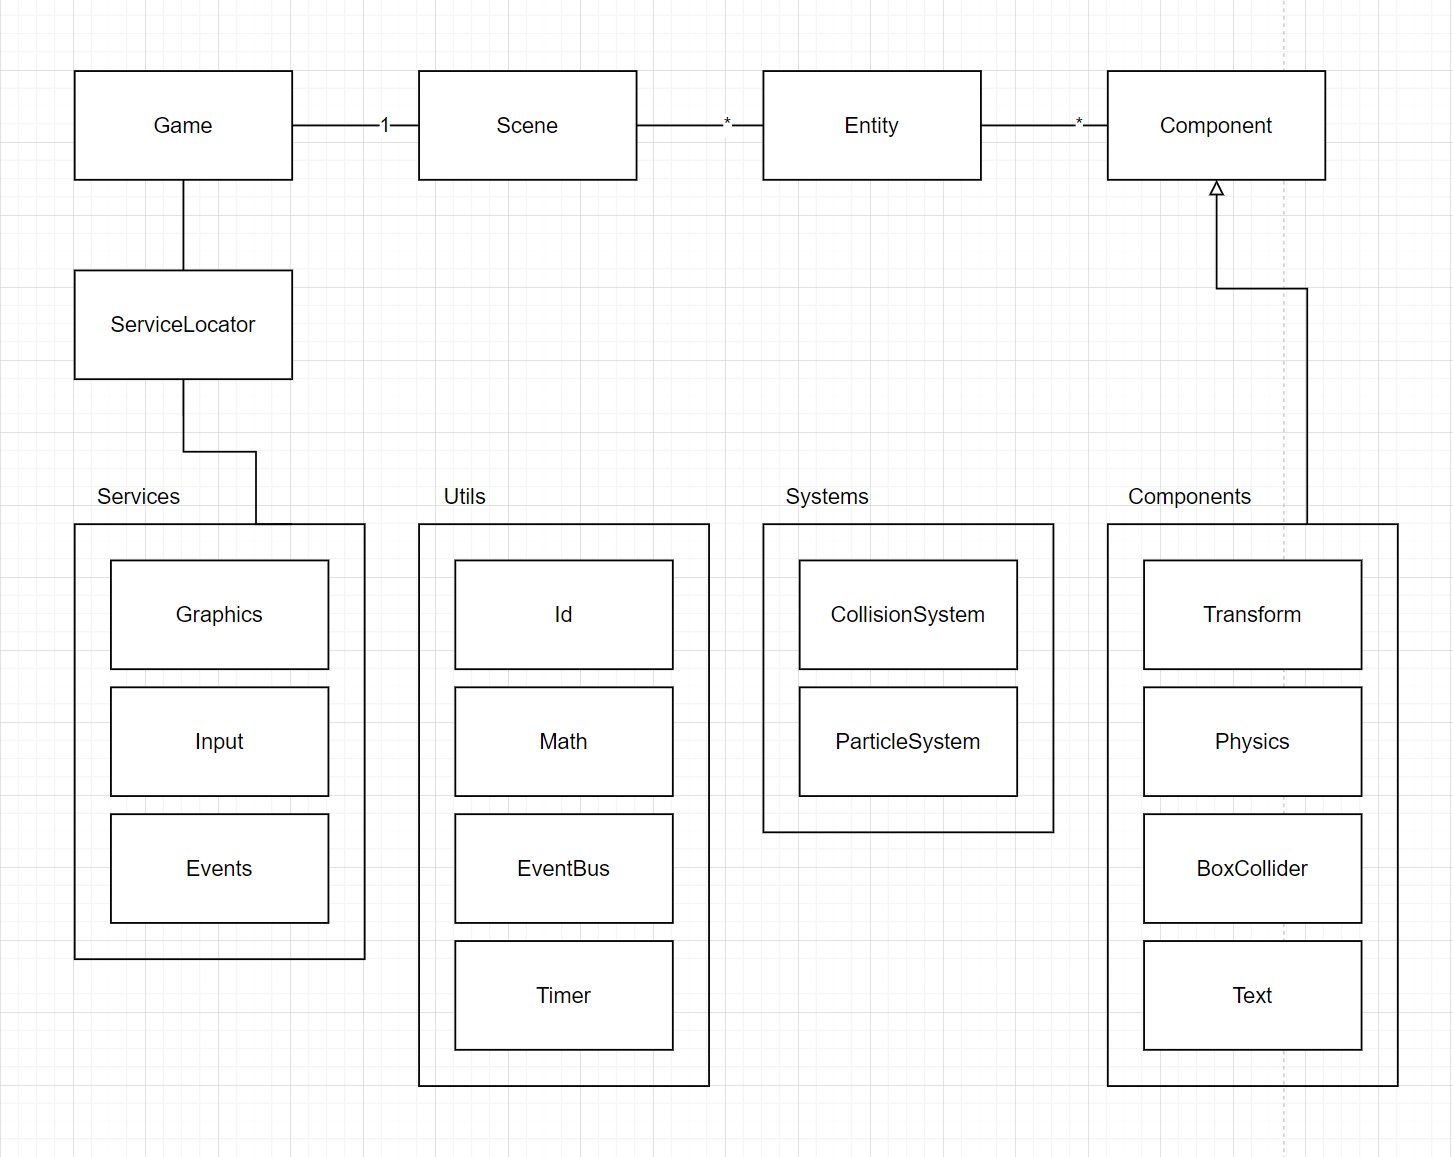 Game
1
Scene
*
Entity
*
Component
ServiceLocator
Services
Utils
Systems
Components
Graphics
Id
CollisionSystem
Transform
Input
Math
ParticleSystem
Physics
Events
EventBus
BoxCollider
Timer
Text